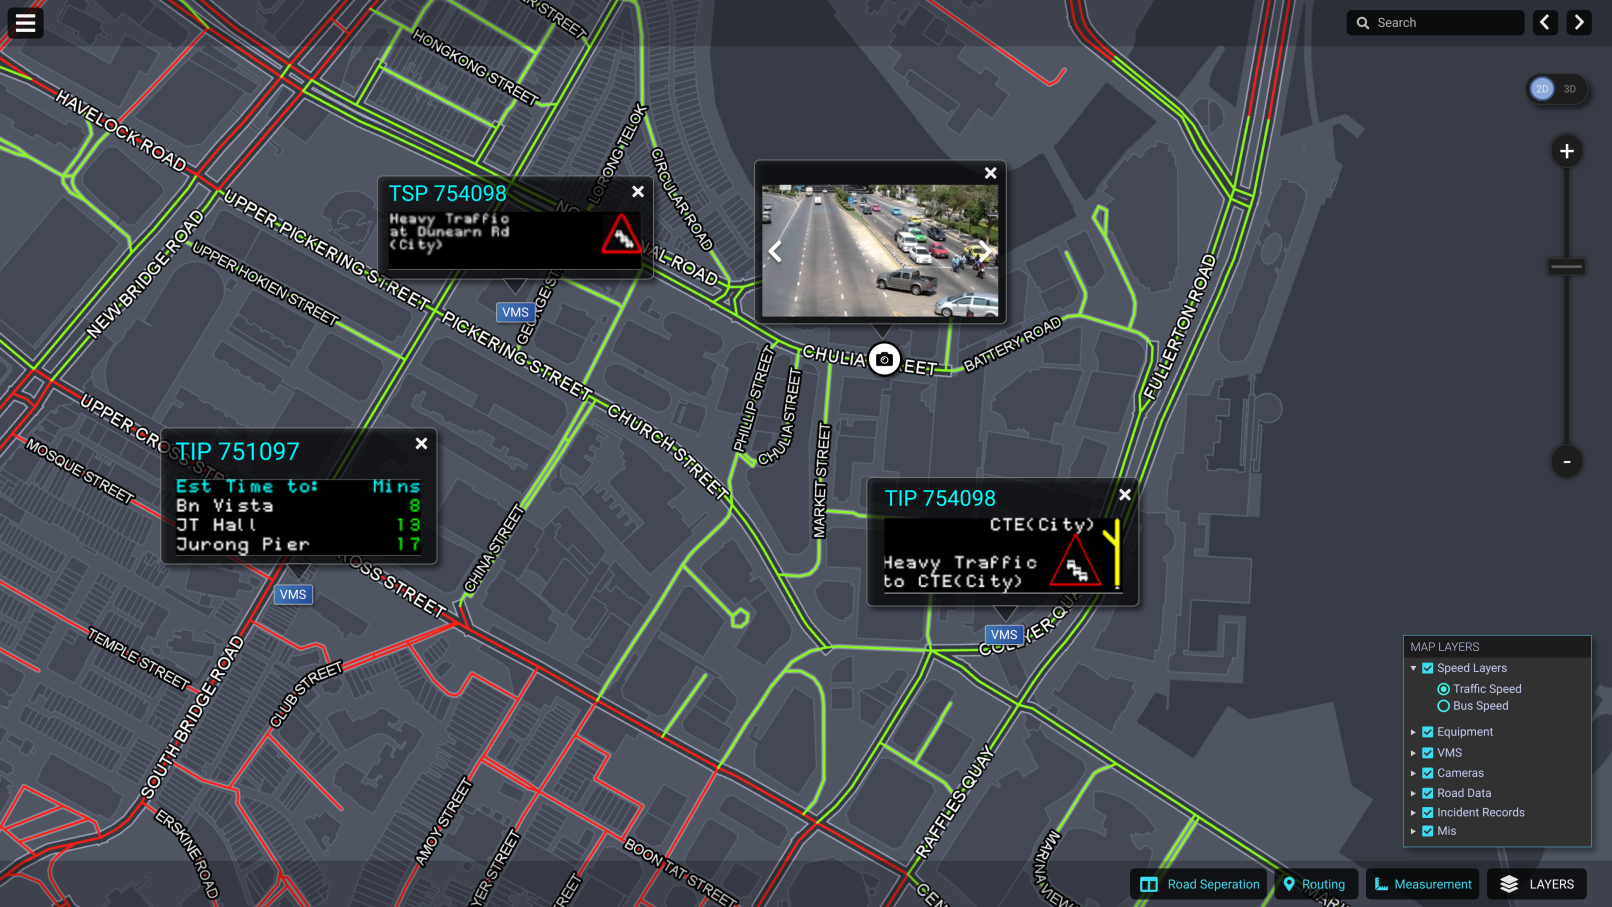 Search
2D
3D
HONGKONG STREET
HAVELOCK ROAD
LORONG TELOK
CIRCULAR ROAD
TSP 754098
Heavy Traffic
at Dunearn Rd
(City)
UPPER PICKERING STREET
NEW BRIDGE ROAD
UPPER HOKIEN STREET
VMS
PICKERING STREET
FULLERTON ROAD
CHULIA
BATTERY ROAD
PHILLIP STREET
CHULIA STREET
MARKET STREET
CHURCH STREET
MOSQUE STREET
TIP 751097
Est Time to: Mins
Bn Vista 8
JT Hall 13
Jurong Pier 17
VMS
CHINA STREET
TIP 754098
CTE(City)
Heavy Traffic
to CTE(City)
VMS
TEMPLE STREET
SOUTH BRIDGE ROAD
CLUB STREET
AMOY STREET
ERSKINE ROAD
BOON TAT STREET
RAFFLES QUAY
MAP LAYERS
Speed Layers
Traffic Speed
Bus Speed
Equipment
VMS
Cameras
Road Data
Incident Records
Mis
Road Seperation
Routing
Measurement
LAYERS